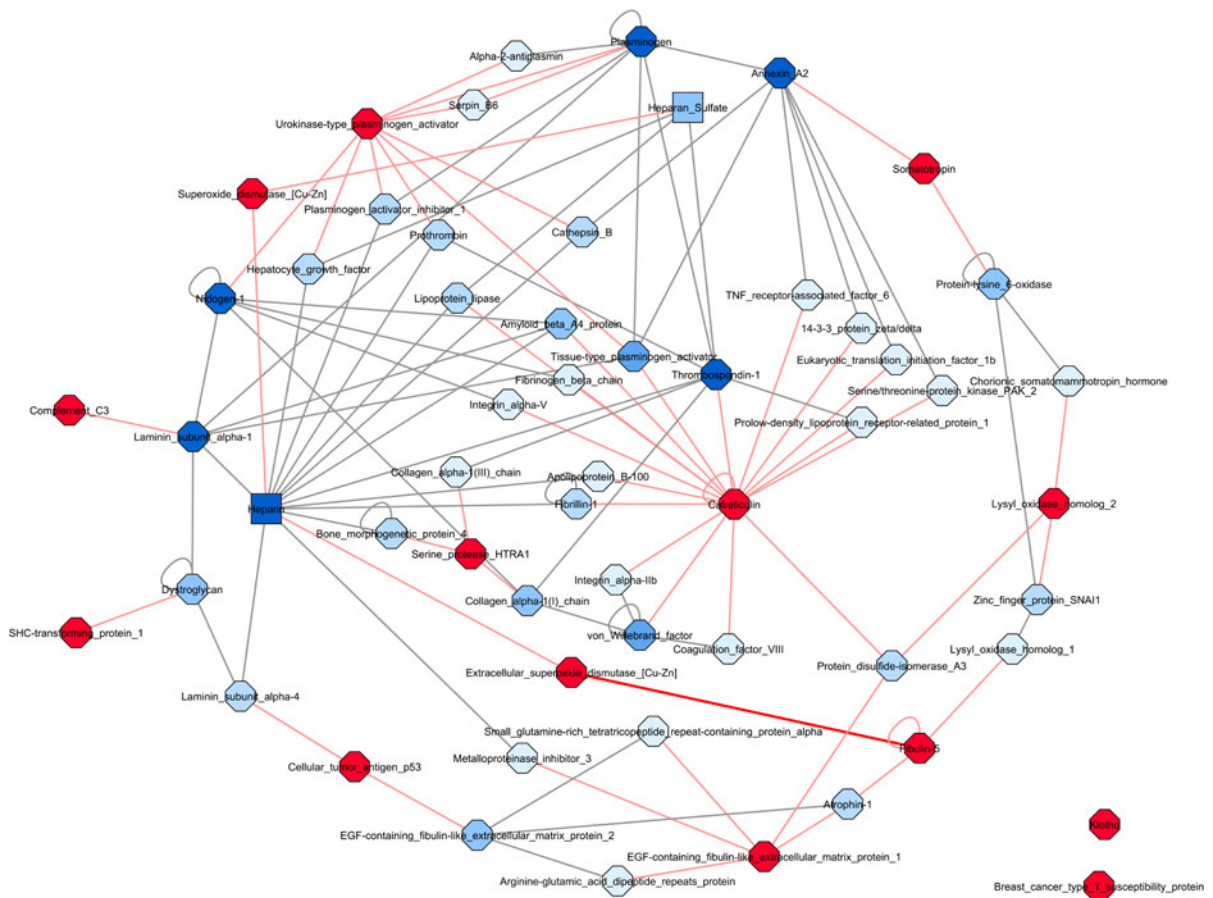 Plasminogen
Alpha-2-antiplasmin
Annexin_A2
Heparan_Sulfate
Serpin_B6
Urokinase-type_plasminogen_activator
Somatotropin
Superoxide_dismutase_[Cu-Zn]
Plasminogen_activator_inhibitor_1
Prothrombin
Cathepsin_B
Hepatocyte_growth_factor
Protein-lysine_6-oxidase
Nidogen-1
Lipoprotein_lipase
TNF_receptor-associated_factor_6
Amyloid_beta_A4_protein
14-3-3_protein_zeta/delta
Tissue-type_plasminogen_activator
Eukaryotic_translation_initiation_factor_1b
Fibrinogen_beta_chain
Thrombospondin-1
Chorionic_somatomammotropin_hormone
Serine/threonine-protein_kinase_PAK_2
Integrin_alpha-V
Complement_C3
Prolow-density_lipoprotein_receptor-related_protein_1
Laminin_subunit_alpha-1
Collagen_alpha-1(III)_chain
Apolipoprotein_B-100
Heparin
Fibrillin-1
Calreticulin
Lysyl_oxidase_homolog_2
Bone_morphogenetic_protein_4
Serine_protease_HTRA1
Integrin_alpha-IIb
Dystroglycan
Collagen_alpha-1(I)_chain
Zinc_finger_protein_SNAI1
SHC-transforming_protein_1
von_Willebrand_factor
Coagulation_factor_VIII
Lysyl_oxidase_homolog_1
Extracellular_superoxide_dismutase_[Cu-Zn]
Protein_disulfide-isomerase_A3
Laminin_subunit_alpha-4
Small_glutamine-rich_tetratricopeptide_repeat-containing_protein_alpha
Fibulin-5
Metalloproteinase_inhibitor_3
Cellular_tumor_antigen_p53
Atrophin-1
Klotho
EGF-containing_fibulin-like_extracellular_matrix_protein_2
EGF-containing_fibulin-like_extracellular_matrix_protein_1
Arginine-glutamic_acid_dipeptide_repeats_protein
Breast_cancer_type_1_susceptibility_protein